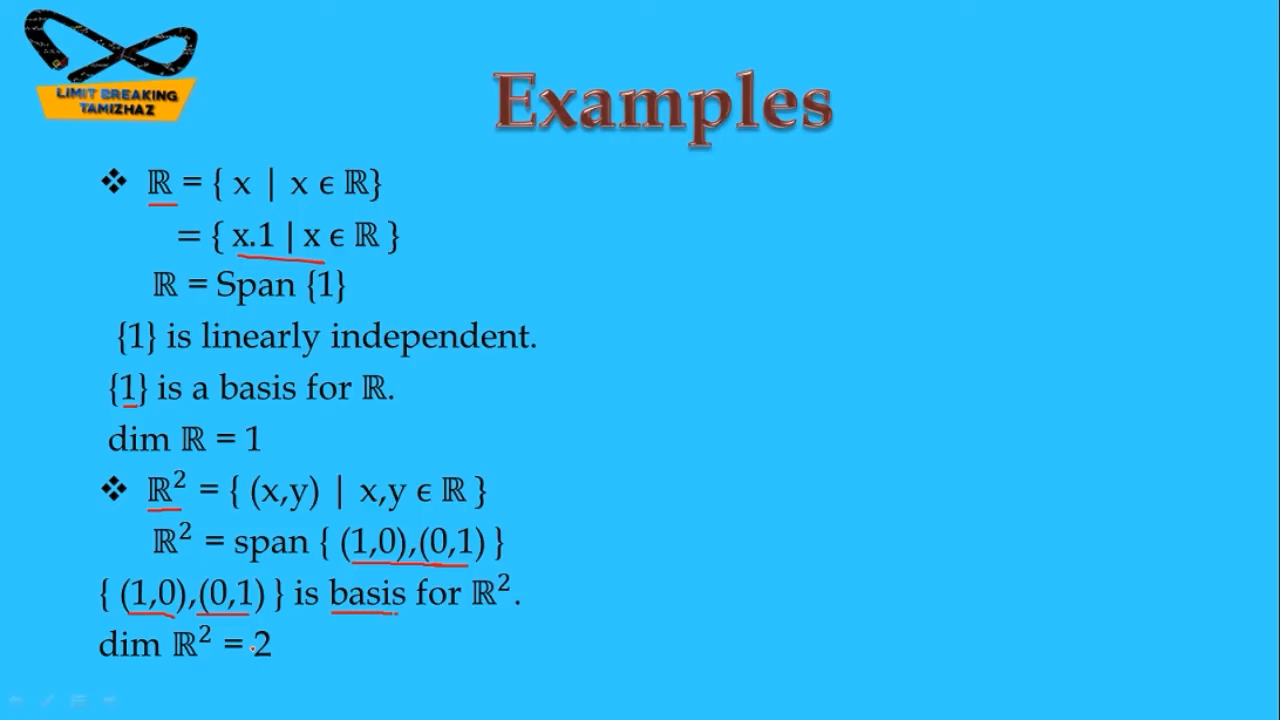 LIMIT BREAKING
TAMIZHAZ
Examples
❖ ℝ = { x | x ϵ ℝ}
= { x.1 | x ϵ ℝ }
ℝ = Span {1}
{1} is linearly independent.
{1} is a basis for ℝ.
dim ℝ = 1
❖ ℝ² = { (x,y) | x,y ϵ ℝ }
ℝ² = span { (1,0),(0,1) }
{ (1,0),(0,1) } is basis for ℝ².
dim ℝ² = 2